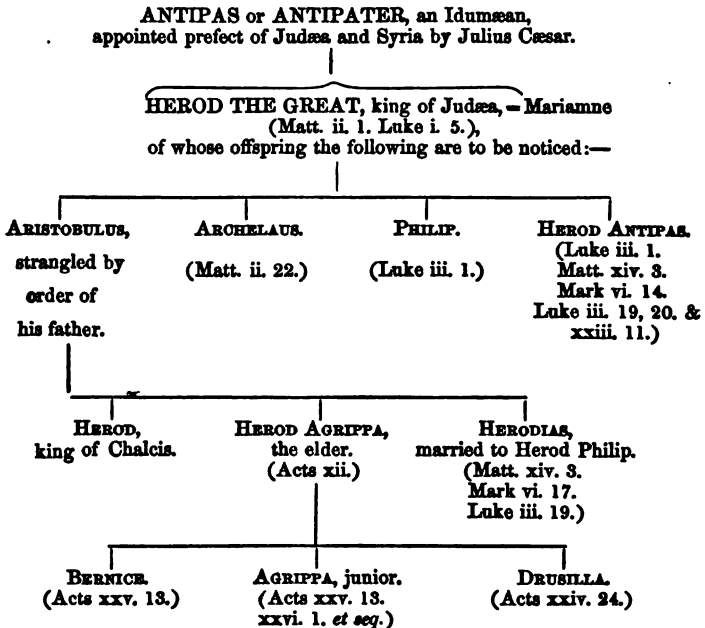 ANTIPAS or ANTIPATER, an Idumæan,
appointed prefect of Judæa and Syria by Julius Cæsar.
HEROD THE GREAT, king of Judæa, = Mariamne
(Matt. ii. 1. Luke i. 5.),
of whose offspring the following are to be noticed:—
ARISTOBULUS,
strangled by
order of
his father.
ARCHELAUS.
(Matt. ii. 22.)
PHILIP.
(Luke iii. 1.)
HEROD ANTIPAS.
(Luke iii. 1.
Matt. xiv. 3.
Mark vi. 14.
Luke iii. 19, 20. &
xxiii. 11.)
HEROD,
king of Chalcis.
HEROD AGRIPPA,
the elder.
(Acts xii.)
HERODIAS,
married to Herod Philip.
(Matt. xiv. 3.
Mark vi. 17.
Luke iii. 19.)
BERNICE.
(Acts xxv. 13.)
AGRIPPA, junior.
(Acts xxv. 13.
xxvi. 1. et seq.)
DRUSILLA.
(Acts xxiv. 24.)